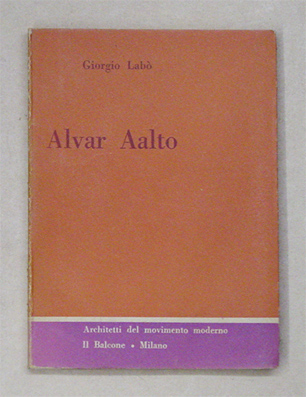 Giorgio Labò
Alvar Aalto
Architetti del movimento moderno
Il Balcone • Milano